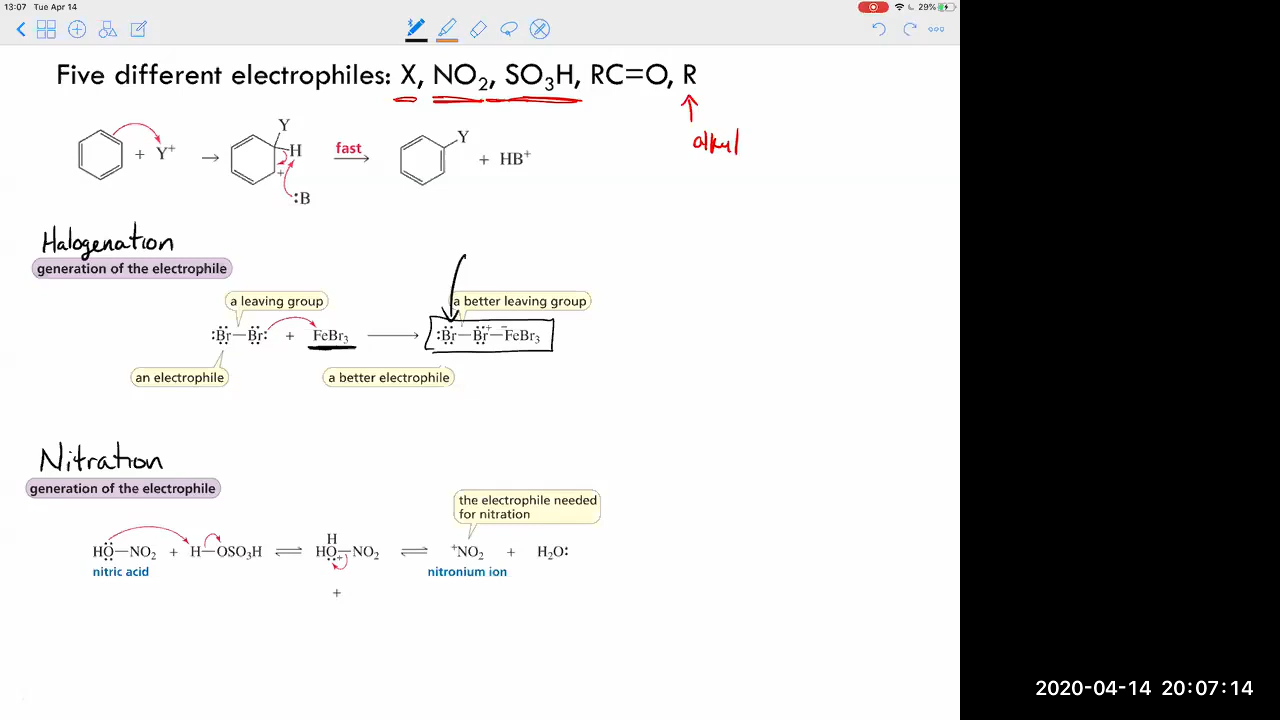 13:07 Tue Apr 14 29%
Five different electrophiles: X, NO2, SO3H, RC=O, R
alkyl
Y
H
+ Y+ → fast Y + HB+
+
:B
Halogenation
generation of the electrophile
a leaving group a better leaving group
:Br—Br: + FeBr3 → :Br—Br+—−FeBr3
an electrophile a better electrophile
Nitration
generation of the electrophile
the electrophile needed
for nitration
H
HO—NO2 + H—OSO3H ⇌ HO+—NO2 ⇌ +NO2 + H2O:
nitric acid nitronium ion
+
2020-04-14 20:07:14